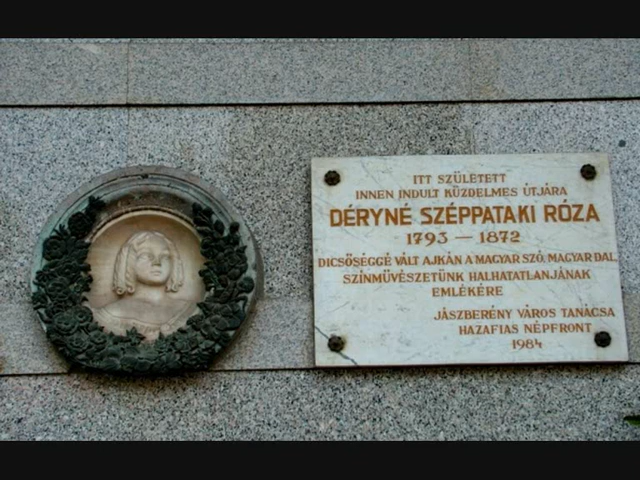 ITT SZÜLETETT
INNEN INDULT KÜZDELMES ÚTJÁRA
DÉRYNÉ SZÉPPATAKI RÓZA
1793 — 1872
DICSŐSÉGGÉ VÁLT AJKÁN A MAGYAR SZÓ, MAGYAR DAL.
SZÍNMŰVÉSZETÜNK HALHATATLANJÁNAK
EMLÉKÉRE
JÁSZBERÉNY VÁROS TANÁCSA
HAZAFIAS NÉPFRONT
1984